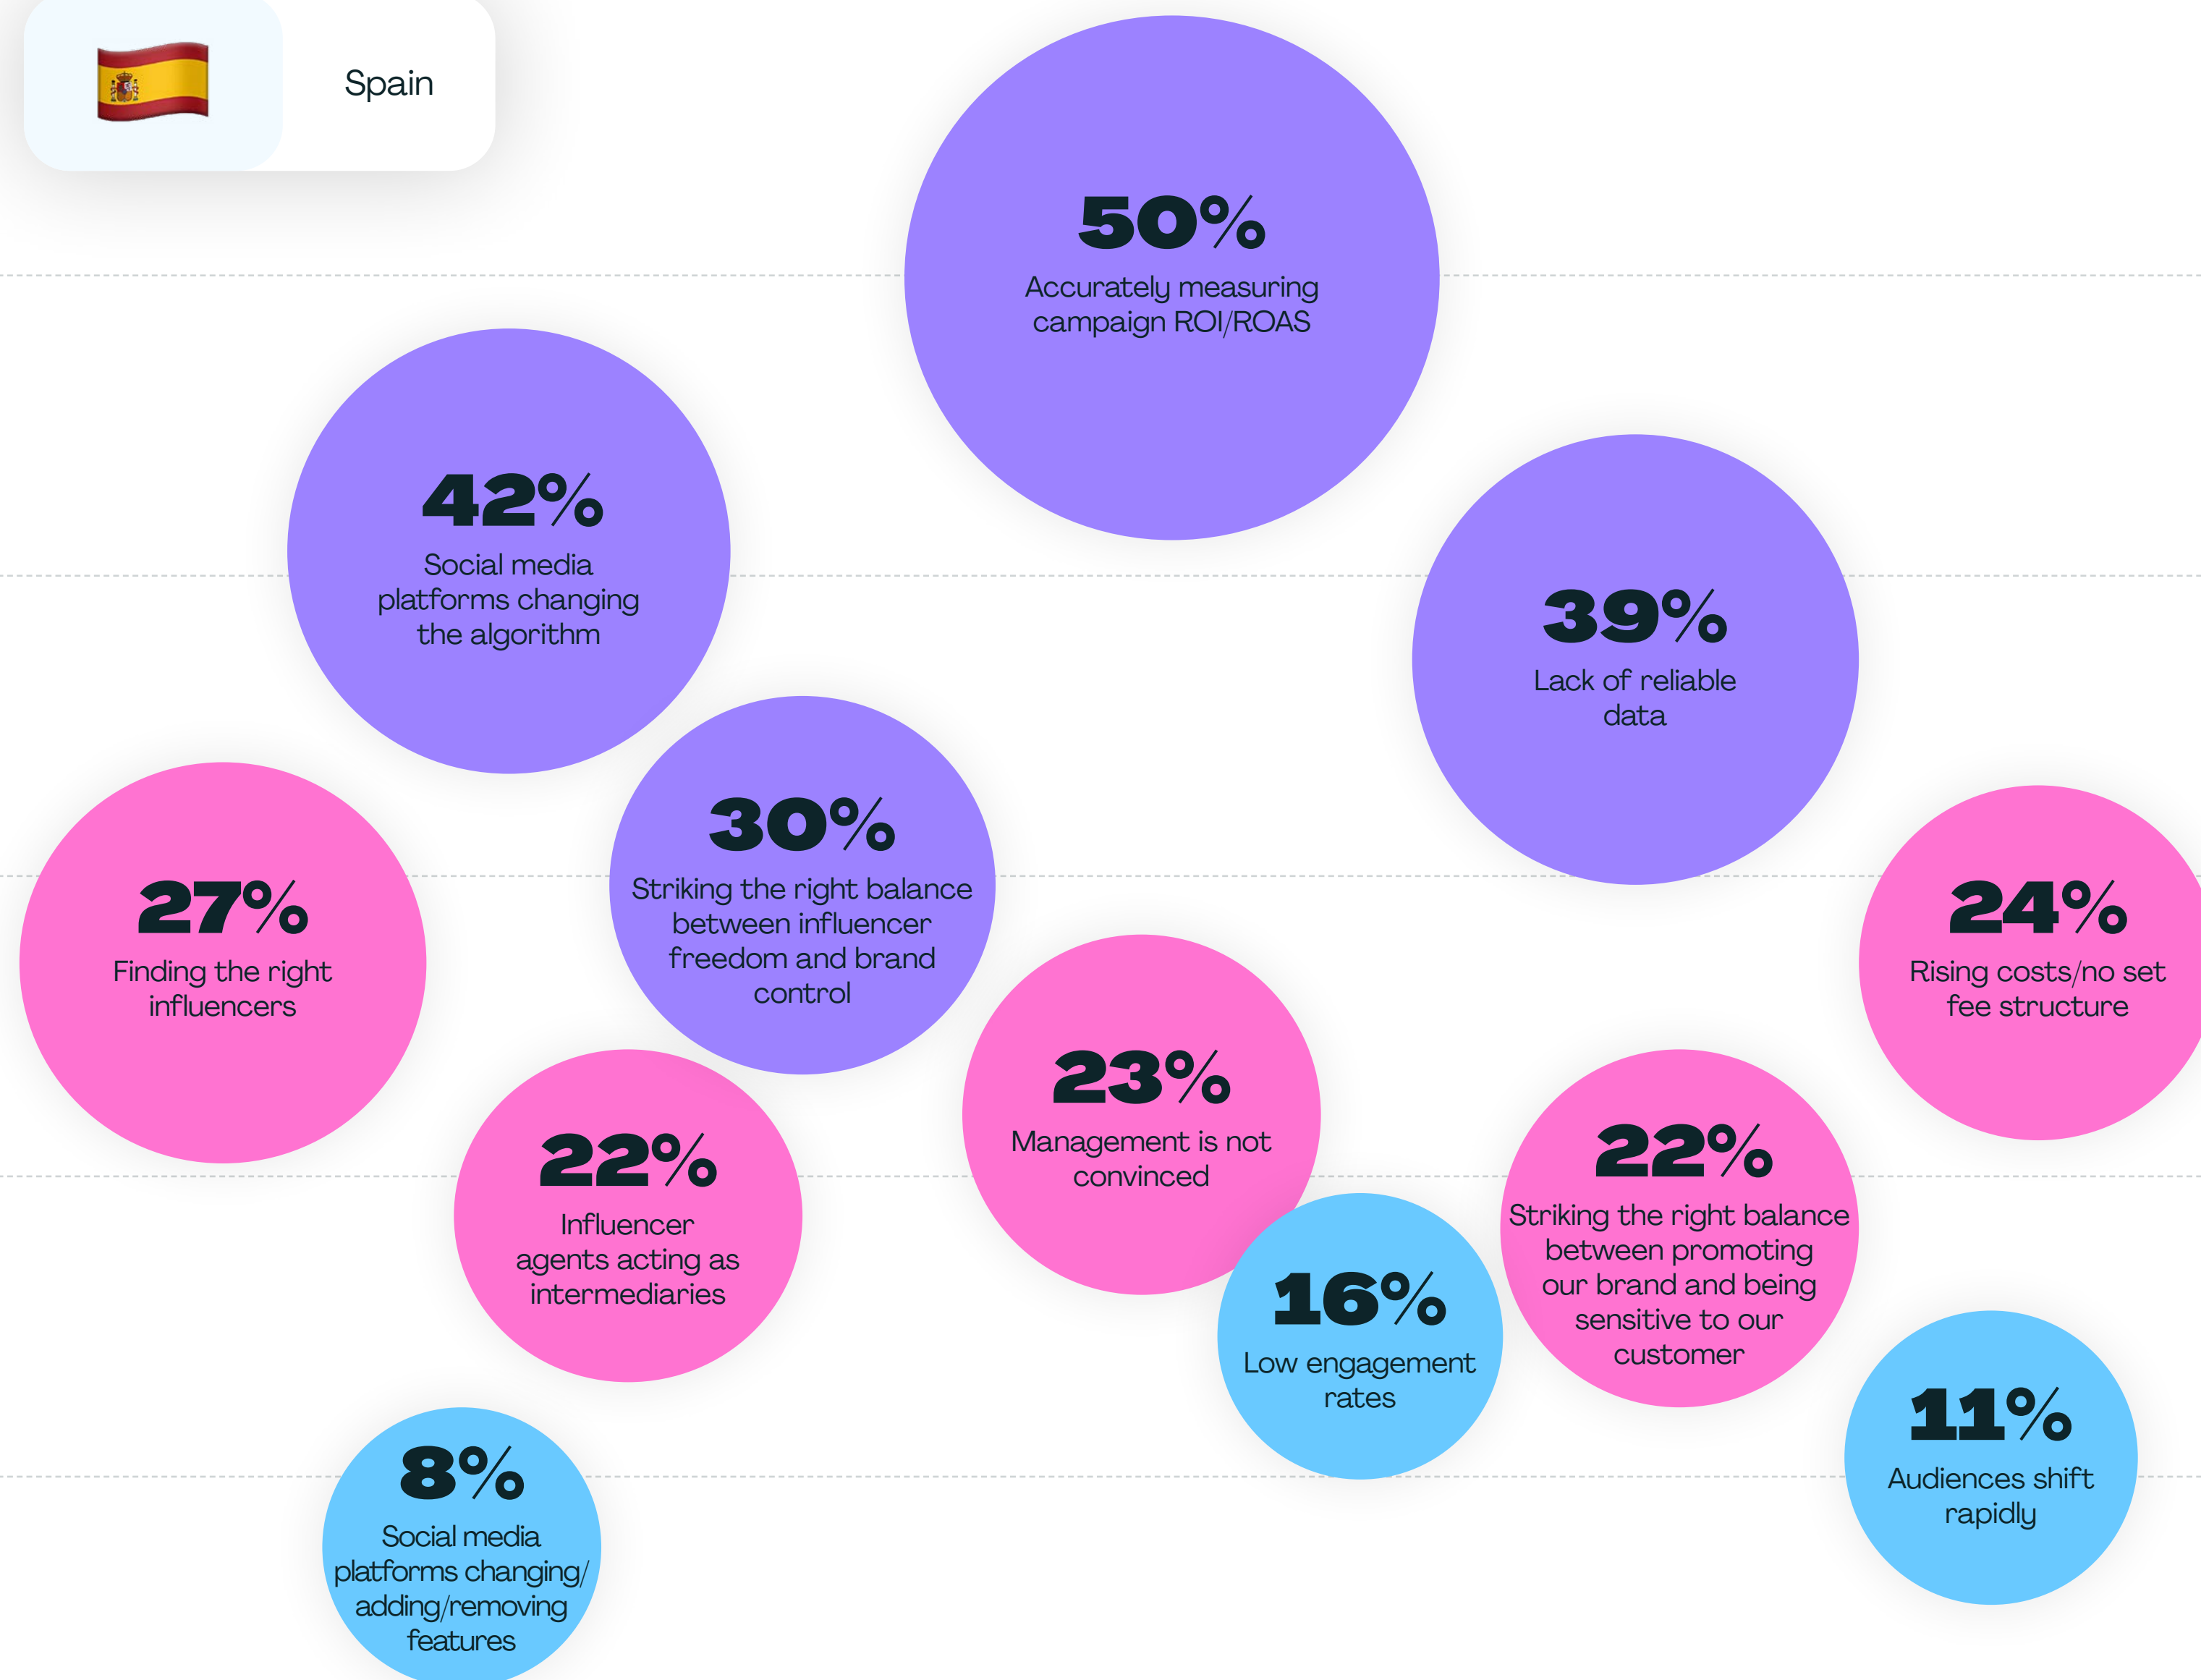 Spain
50%
Accurately measuring
campaign ROI/ROAS
42%
Social media
platforms changing
the algorithm
39%
Lack of reliable
data
30%
Striking the right balance
between influencer
freedom and brand
control
27%
Finding the right
influencers
24%
Rising costs/no set
fee structure
23%
Management is not
convinced
22%
Influencer
agents acting as
intermediaries
22%
Striking the right balance
between promoting
our brand and being
sensitive to our
customer
16%
Low engagement
rates
11%
Audiences shift
rapidly
8%
Social media
platforms changing/
adding/removing
features